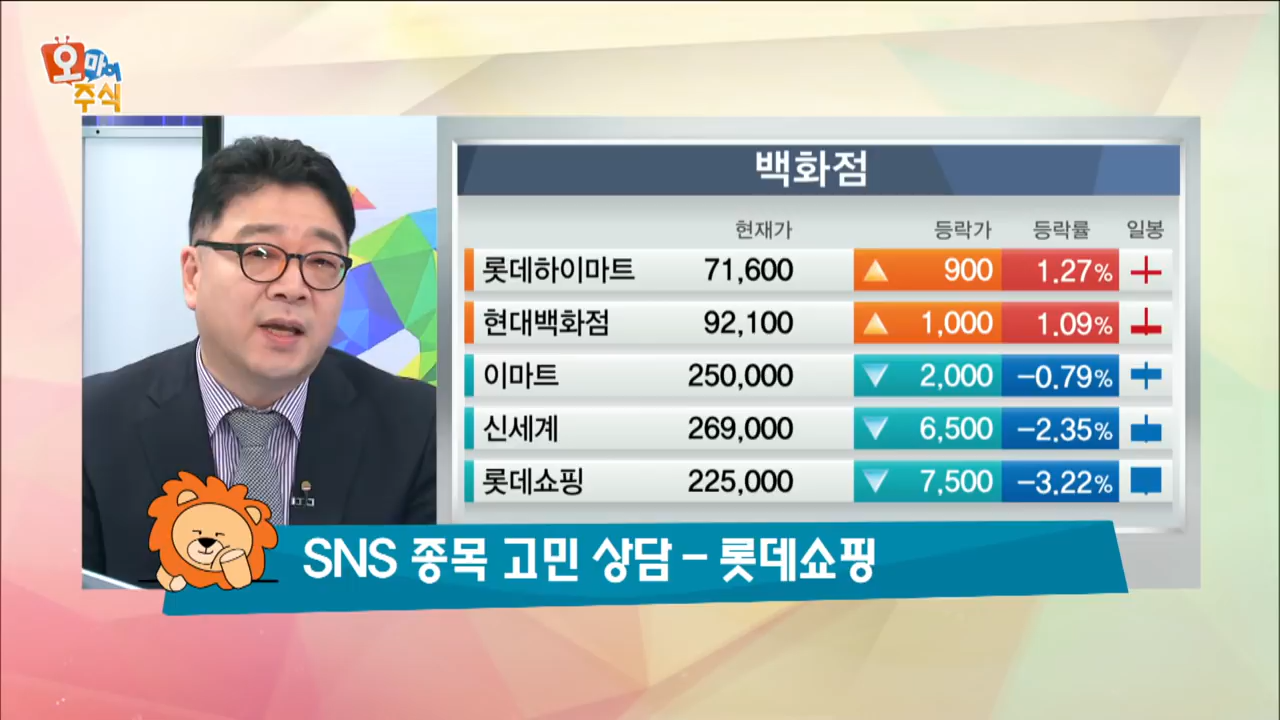 오마이
주식
백화점
현재가 등락가 등락률 일봉
롯데하이마트 71,600 900 1.27%
현대백화점 92,100 1,000 1.09%
이마트 250,000 2,000 -0.79%
신세계 269,000 6,500 -2.35%
롯데쇼핑 225,000 7,500 -3.22%
SNS 종목 고민 상담 - 롯데쇼핑